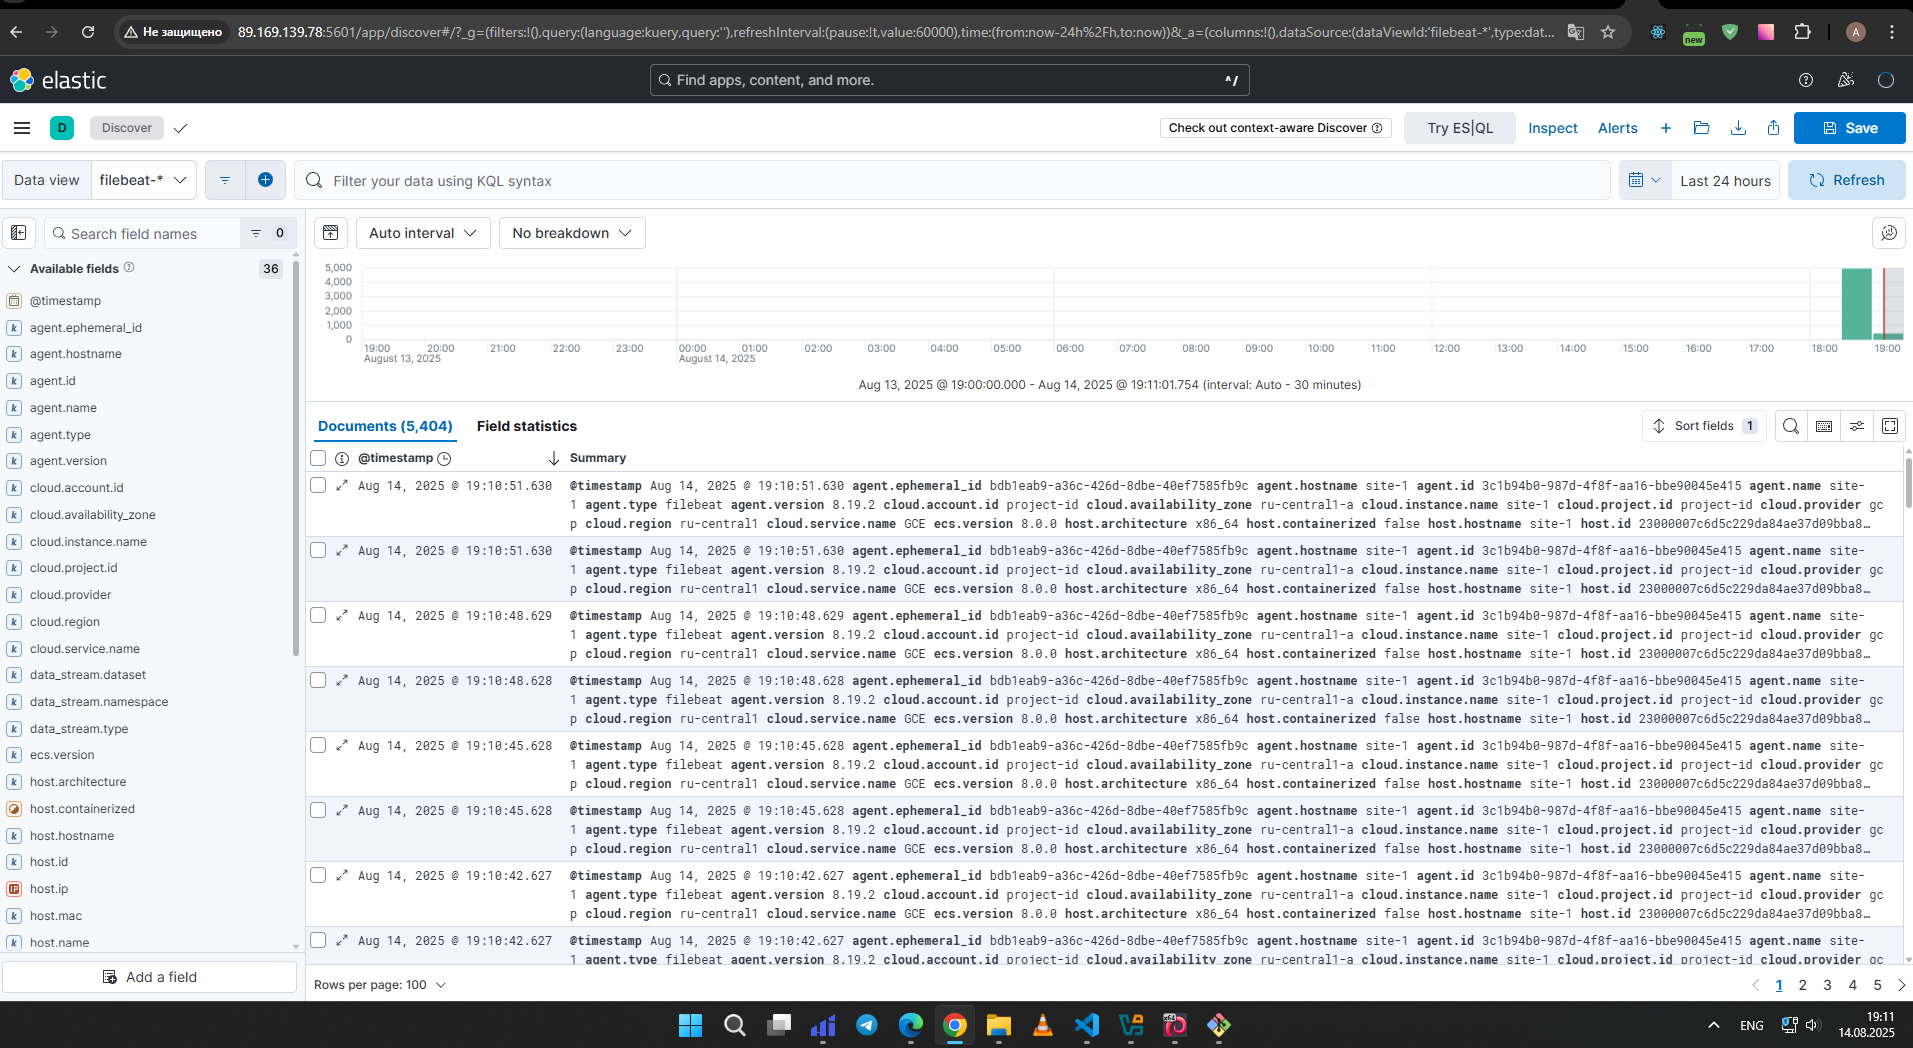 Не защищено
89.169.139.78:5601/app/discover#/?_g=(filters:!(),query:(language:kuery,query:''),refreshInterval:(pause:!t,value:60000),time:(from:now-24h%2Fh,to:now))&_a=(columns:!(),dataSource:(dataViewId:'filebeat-*',type:dat...
new
A
elastic
Find apps, content, and more.
^/
D
Discover
Check out context-aware Discover
Try ES|QL
Inspect
Alerts
Save
Data view
filebeat-*
Filter your data using KQL syntax
Last 24 hours
Refresh
Search field names
0
Auto interval
No breakdown
Available fields
36
@timestamp
agent.ephemeral_id
agent.hostname
agent.id
agent.name
agent.type
agent.version
cloud.account.id
cloud.availability_zone
cloud.instance.name
cloud.project.id
cloud.provider
cloud.region
cloud.service.name
data_stream.dataset
data_stream.namespace
data_stream.type
ecs.version
host.architecture
host.containerized
host.hostname
host.id
host.ip
host.mac
host.name
Add a field
5,000
4,000
3,000
2,000
1,000
0
19:00 20:00 21:00 22:00 23:00 00:00 01:00 02:00 03:00 04:00 05:00 06:00 07:00 08:00 09:00 10:00 11:00 12:00 13:00 14:00 15:00 16:00 17:00 18:00 19:00
August 13, 2025 August 14, 2025
Aug 13, 2025 @ 19:00:00.000 - Aug 14, 2025 @ 19:11:01.754 (interval: Auto - 30 minutes)
Documents (5,404)
Field statistics
Sort fields 1
@timestamp
Summary
Aug 14, 2025 @ 19:10:51.630 @timestamp Aug 14, 2025 @ 19:10:51.630 agent.ephemeral_id bdb1eab9-a36c-426d-8dbe-40ef7585fb9c agent.hostname site-1 agent.id 3c1b94b0-987d-4f8f-aa16-bbe90045e415 agent.name site-
1 agent.type filebeat agent.version 8.19.2 cloud.account.id project-id cloud.availability_zone ru-central1-a cloud.instance.name site-1 cloud.project.id project-id cloud.provider gc
p cloud.region ru-central1 cloud.service.name GCE ecs.version 8.0.0 host.architecture x86_64 host.containerized false host.hostname site-1 host.id 23000007c6d5c229da84ae37d09bba8…
Aug 14, 2025 @ 19:10:51.630 @timestamp Aug 14, 2025 @ 19:10:51.630 agent.ephemeral_id bdb1eab9-a36c-426d-8dbe-40ef7585fb9c agent.hostname site-1 agent.id 3c1b94b0-987d-4f8f-aa16-bbe90045e415 agent.name site-
1 agent.type filebeat agent.version 8.19.2 cloud.account.id project-id cloud.availability_zone ru-central1-a cloud.instance.name site-1 cloud.project.id project-id cloud.provider gc
p cloud.region ru-central1 cloud.service.name GCE ecs.version 8.0.0 host.architecture x86_64 host.containerized false host.hostname site-1 host.id 23000007c6d5c229da84ae37d09bba8…
Aug 14, 2025 @ 19:10:48.629 @timestamp Aug 14, 2025 @ 19:10:48.629 agent.ephemeral_id bdb1eab9-a36c-426d-8dbe-40ef7585fb9c agent.hostname site-1 agent.id 3c1b94b0-987d-4f8f-aa16-bbe90045e415 agent.name site-
1 agent.type filebeat agent.version 8.19.2 cloud.account.id project-id cloud.availability_zone ru-central1-a cloud.instance.name site-1 cloud.project.id project-id cloud.provider gc
p cloud.region ru-central1 cloud.service.name GCE ecs.version 8.0.0 host.architecture x86_64 host.containerized false host.hostname site-1 host.id 23000007c6d5c229da84ae37d09bba8…
Aug 14, 2025 @ 19:10:48.628 @timestamp Aug 14, 2025 @ 19:10:48.628 agent.ephemeral_id bdb1eab9-a36c-426d-8dbe-40ef7585fb9c agent.hostname site-1 agent.id 3c1b94b0-987d-4f8f-aa16-bbe90045e415 agent.name site-
1 agent.type filebeat agent.version 8.19.2 cloud.account.id project-id cloud.availability_zone ru-central1-a cloud.instance.name site-1 cloud.project.id project-id cloud.provider gc
p cloud.region ru-central1 cloud.service.name GCE ecs.version 8.0.0 host.architecture x86_64 host.containerized false host.hostname site-1 host.id 23000007c6d5c229da84ae37d09bba8…
Aug 14, 2025 @ 19:10:45.628 @timestamp Aug 14, 2025 @ 19:10:45.628 agent.ephemeral_id bdb1eab9-a36c-426d-8dbe-40ef7585fb9c agent.hostname site-1 agent.id 3c1b94b0-987d-4f8f-aa16-bbe90045e415 agent.name site-
1 agent.type filebeat agent.version 8.19.2 cloud.account.id project-id cloud.availability_zone ru-central1-a cloud.instance.name site-1 cloud.project.id project-id cloud.provider gc
p cloud.region ru-central1 cloud.service.name GCE ecs.version 8.0.0 host.architecture x86_64 host.containerized false host.hostname site-1 host.id 23000007c6d5c229da84ae37d09bba8…
Aug 14, 2025 @ 19:10:45.628 @timestamp Aug 14, 2025 @ 19:10:45.628 agent.ephemeral_id bdb1eab9-a36c-426d-8dbe-40ef7585fb9c agent.hostname site-1 agent.id 3c1b94b0-987d-4f8f-aa16-bbe90045e415 agent.name site-
1 agent.type filebeat agent.version 8.19.2 cloud.account.id project-id cloud.availability_zone ru-central1-a cloud.instance.name site-1 cloud.project.id project-id cloud.provider gc
p cloud.region ru-central1 cloud.service.name GCE ecs.version 8.0.0 host.architecture x86_64 host.containerized false host.hostname site-1 host.id 23000007c6d5c229da84ae37d09bba8…
Aug 14, 2025 @ 19:10:42.627 @timestamp Aug 14, 2025 @ 19:10:42.627 agent.ephemeral_id bdb1eab9-a36c-426d-8dbe-40ef7585fb9c agent.hostname site-1 agent.id 3c1b94b0-987d-4f8f-aa16-bbe90045e415 agent.name site-
1 agent.type filebeat agent.version 8.19.2 cloud.account.id project-id cloud.availability_zone ru-central1-a cloud.instance.name site-1 cloud.project.id project-id cloud.provider gc
p cloud.region ru-central1 cloud.service.name GCE ecs.version 8.0.0 host.architecture x86_64 host.containerized false host.hostname site-1 host.id 23000007c6d5c229da84ae37d09bba8…
Aug 14, 2025 @ 19:10:42.627 @timestamp Aug 14, 2025 @ 19:10:42.627 agent.ephemeral_id bdb1eab9-a36c-426d-8dbe-40ef7585fb9c agent.hostname site-1 agent.id 3c1b94b0-987d-4f8f-aa16-bbe90045e415 agent.name site-
1 agent.type filebeat agent.version 8.19.2 cloud.account.id project-id cloud.availability_zone ru-central1-a cloud.instance.name site-1 cloud.project.id project-id cloud.provider gc
Rows per page: 100
1 2 3 4 5
ENG
19:11
14.08.2025